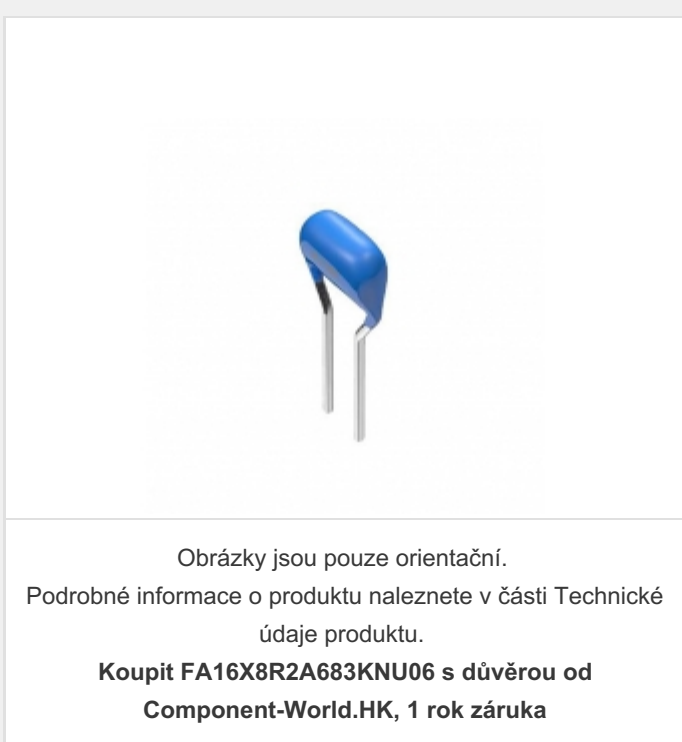 Obrázky jsou pouze orientační.
Podrobné informace o produktu naleznete v části Technické
údaje produktu.
Koupit FA16X8R2A683KNU06 s důvěrou od
Component-World.HK, 1 rok záruka